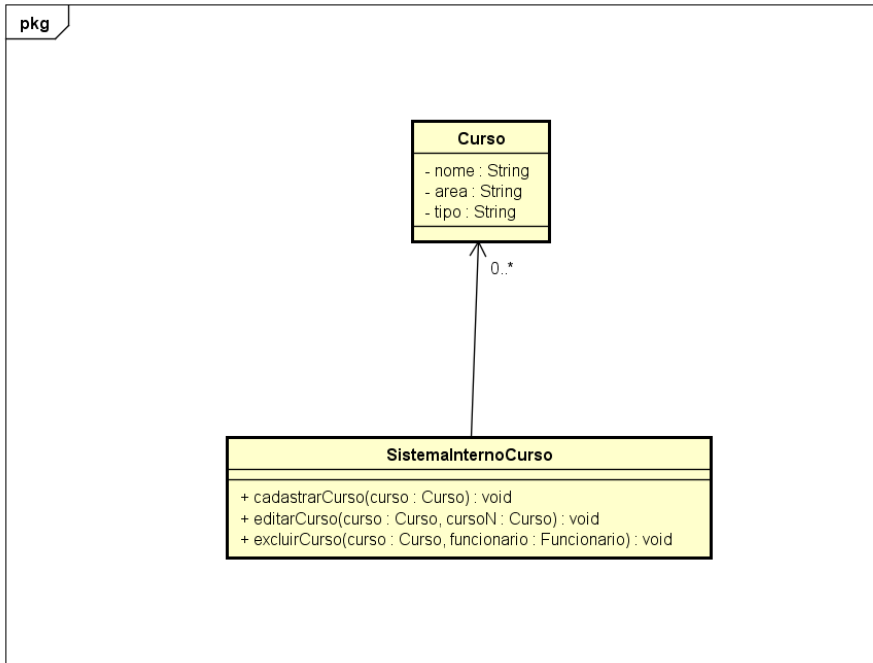 pkg
Curso
- nome : String
- area : String
- tipo : String
0..*
SistemaInternoCurso
+ cadastrarCurso(curso : Curso) : void
+ editarCurso(curso : Curso, cursoN : Curso) : void
+ excluirCurso(curso : Curso, funcionario : Funcionario) : void